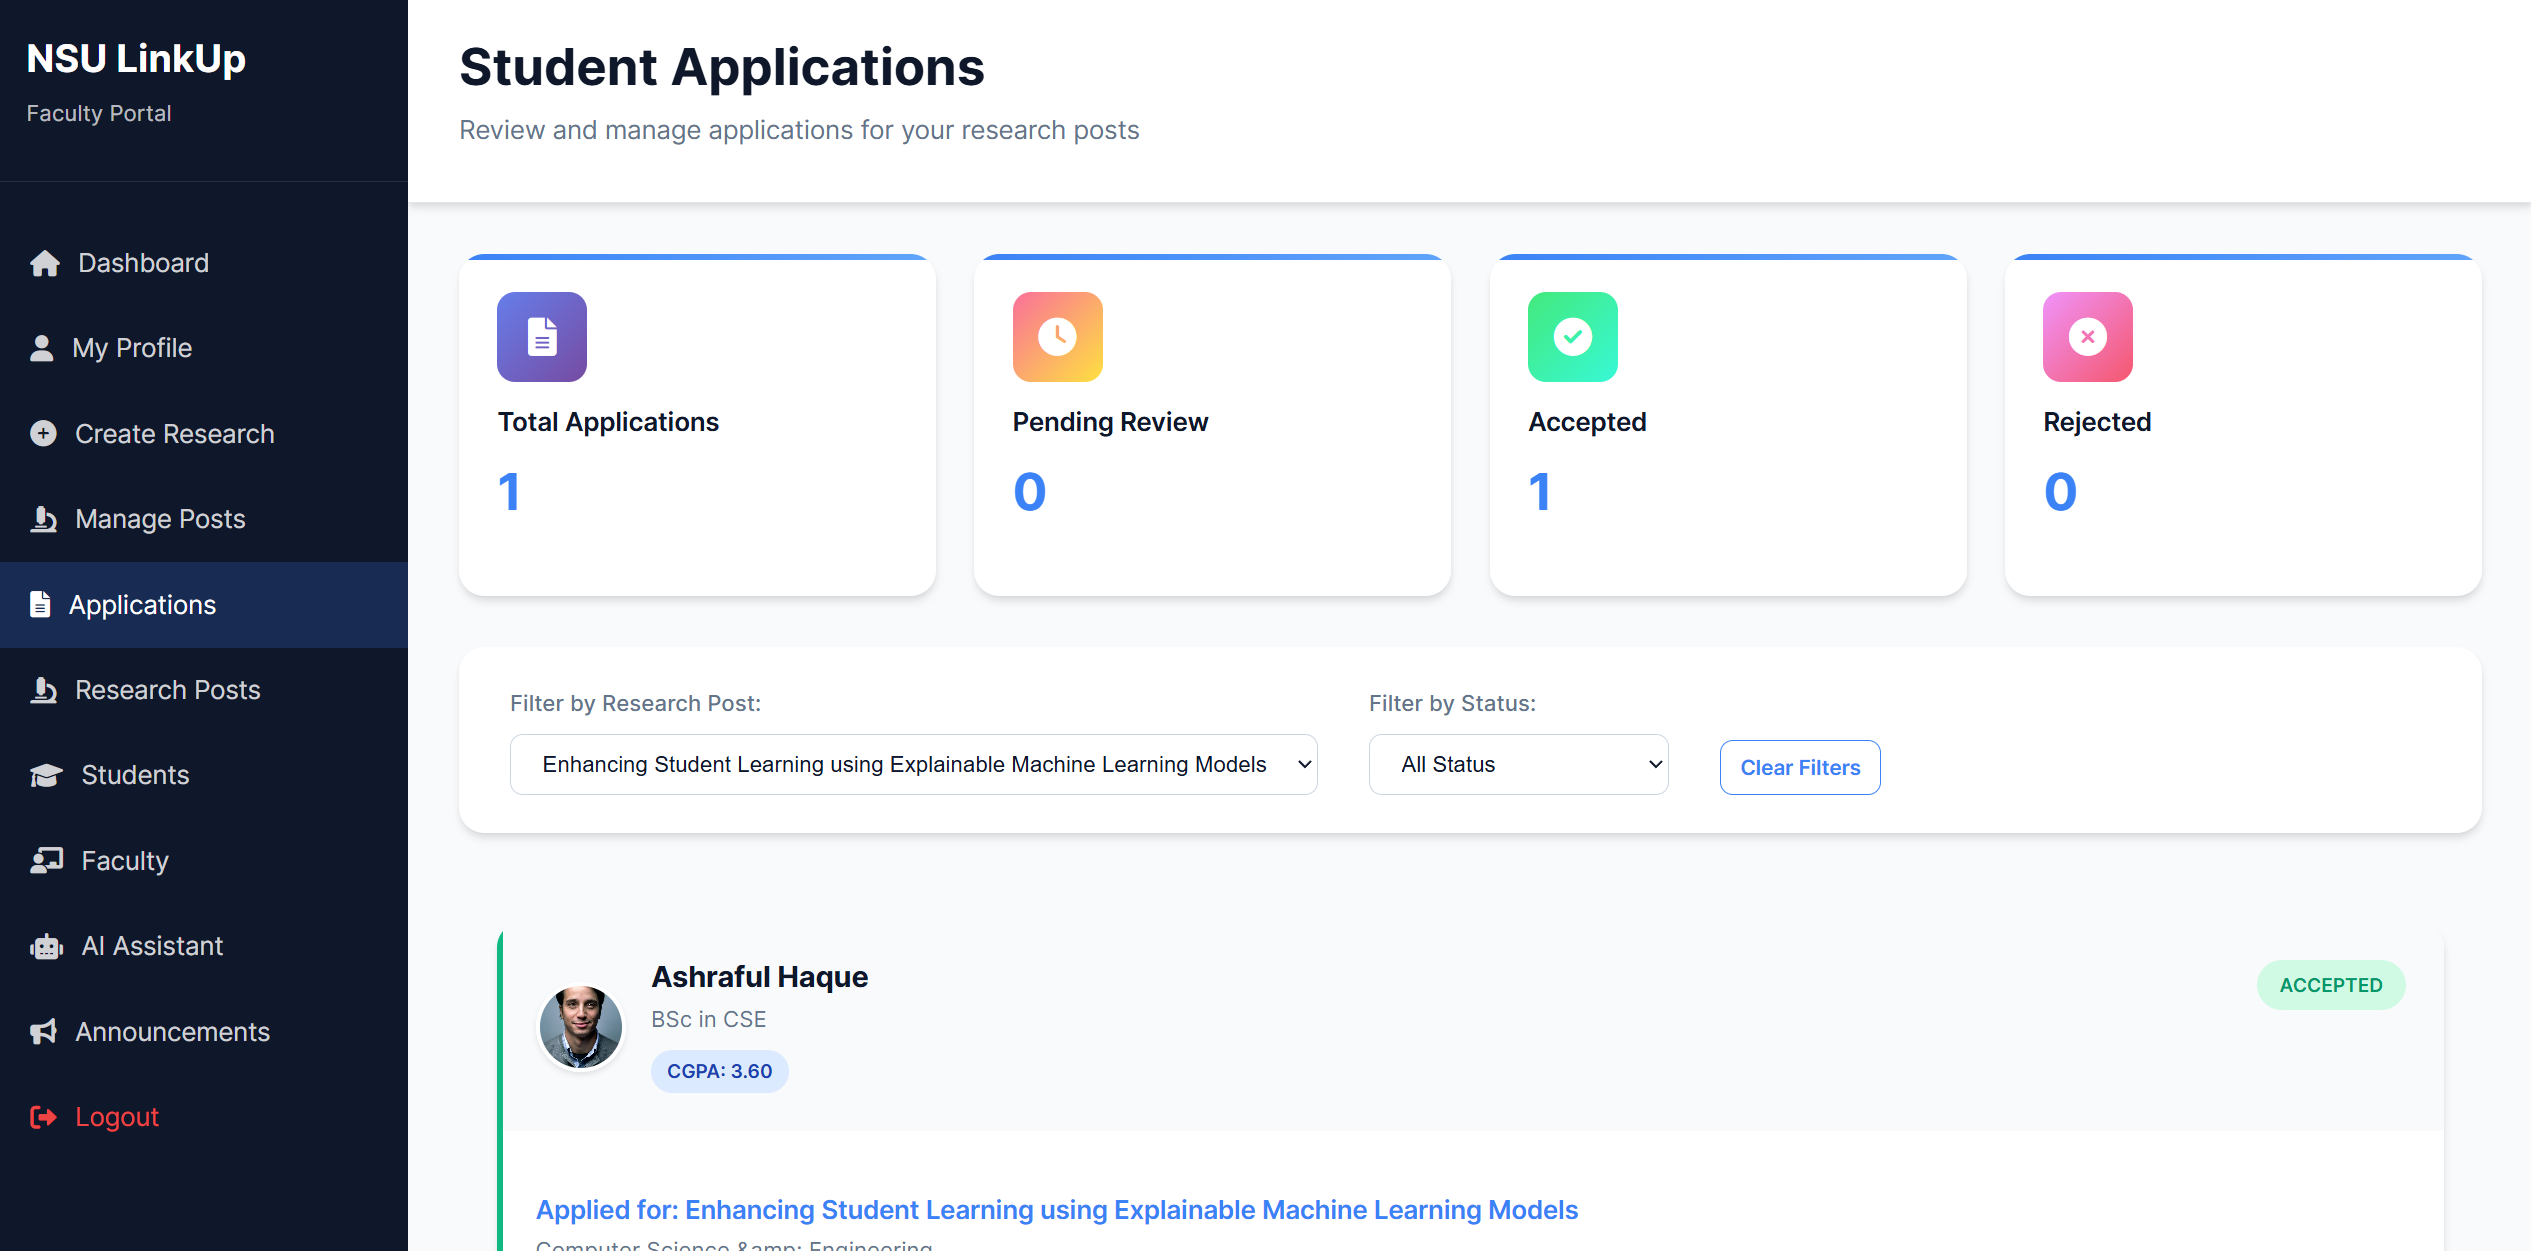 NSU LinkUp
Faculty Portal
Dashboard
My Profile
Create Research
Manage Posts
Applications
Research Posts
Students
Faculty
AI Assistant
Announcements
Logout
Student Applications
Review and manage applications for your research posts
Total Applications
1
Pending Review
0
Accepted
1
Rejected
0
Filter by Research Post:
Enhancing Student Learning using Explainable Machine Learning Models
Filter by Status:
All Status
Clear Filters
Ashraful Haque
BSc in CSE
CGPA: 3.60
ACCEPTED
Applied for: Enhancing Student Learning using Explainable Machine Learning Models
Computer Science &amp; Engineering